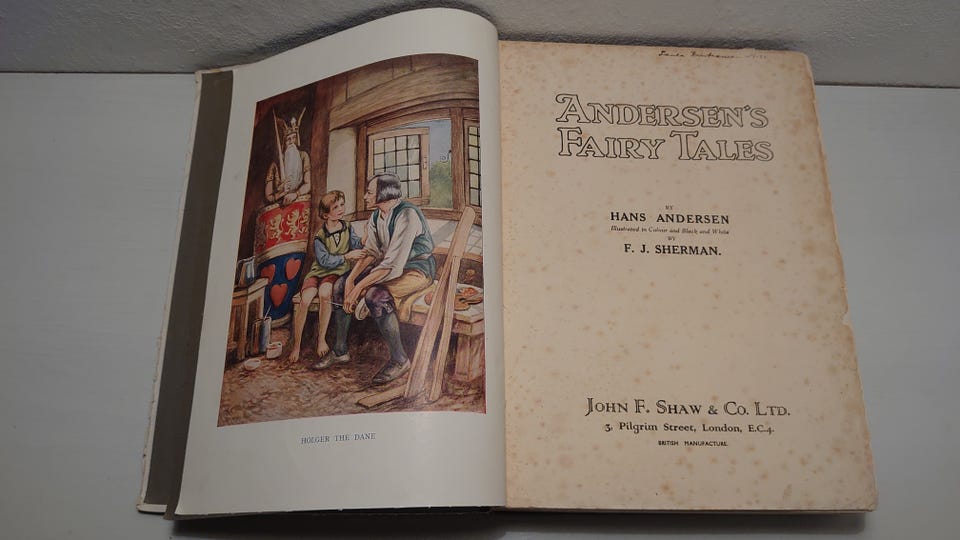 HOLGER THE DANE
ANDERSEN'S
FAIRY TALES
BY
HANS ANDERSEN
Illustrated in Colour and Black and White
BY
F. J. SHERMAN.
JOHN F. SHAW & CO. LTD.
3, Pilgrim Street, London, E.C.4.
BRITISH MANUFACTURE.